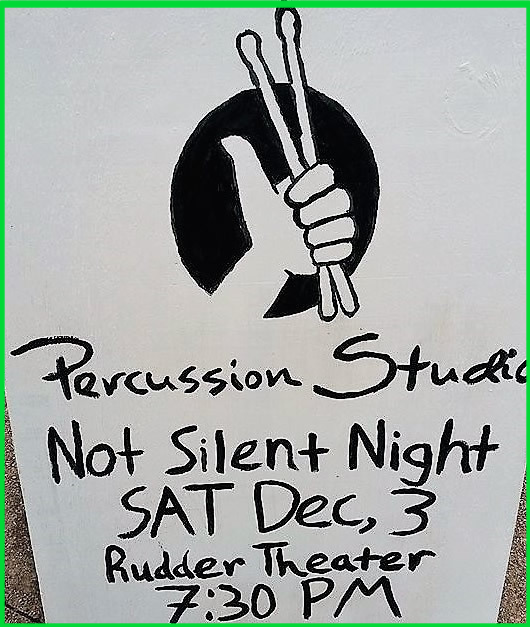 Percussion Studio
Not Silent Night
SAT Dec, 3
Rudder Theater
7:30 PM